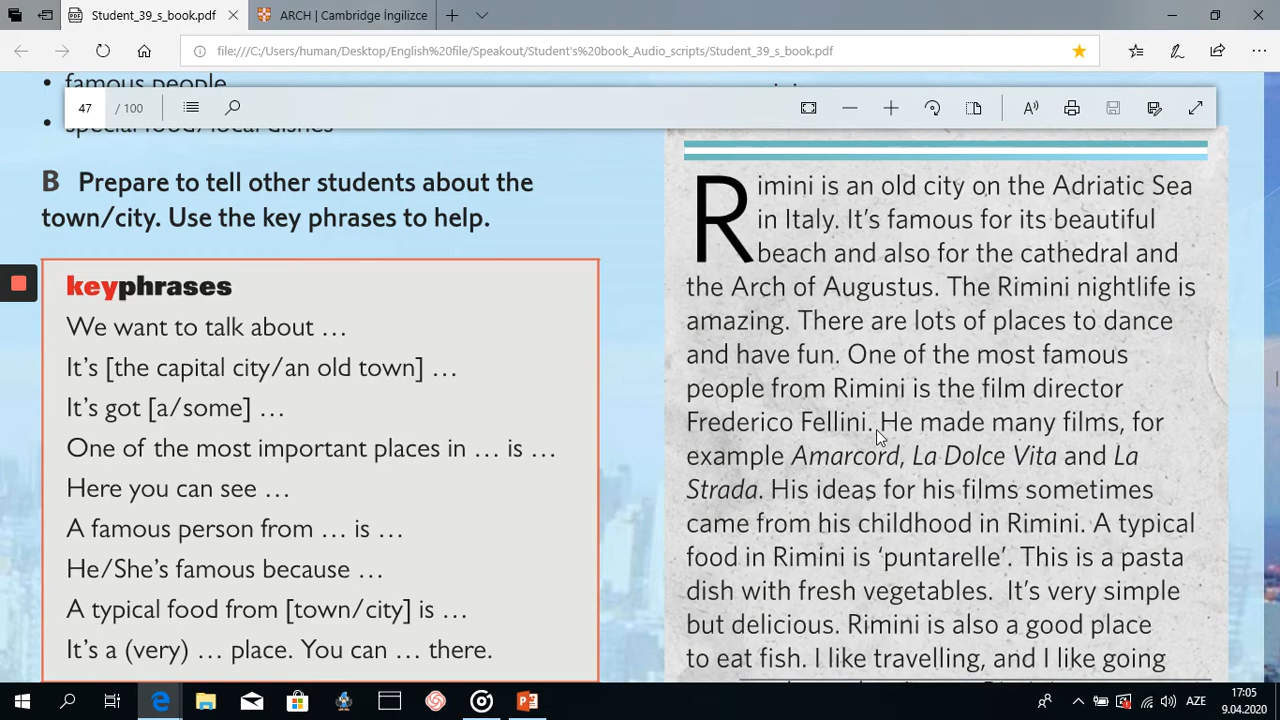 Student_39_s_book.pdf
ARCH | Cambridge İngilizce
file:///C:/Users/human/Desktop/English%20file/Speakout/Student's%20book_Audio_scripts/Student_39_s_book.pdf
• famous people
47 / 100
• special food/local dishes
B Prepare to tell other students about the
town/city. Use the key phrases to help.
keyphrases
We want to talk about …
It's [the capital city/an old town] …
It's got [a/some] …
One of the most important places in … is …
Here you can see …
A famous person from … is …
He/She's famous because …
A typical food from [town/city] is …
It's a (very) … place. You can … there.
Rimini is an old city on the Adriatic Sea
in Italy. It's famous for its beautiful
beach and also for the cathedral and
the Arch of Augustus. The Rimini nightlife is
amazing. There are lots of places to dance
and have fun. One of the most famous
people from Rimini is the film director
Frederico Fellini. He made many films, for
example Amarcord, La Dolce Vita and La
Strada. His ideas for his films sometimes
came from his childhood in Rimini. A typical
food in Rimini is ‘puntarelle’. This is a pasta
dish with fresh vegetables. It's very simple
but delicious. Rimini is also a good place
to eat fish. I like travelling, and I like going
AZE
17:05
9.04.2020